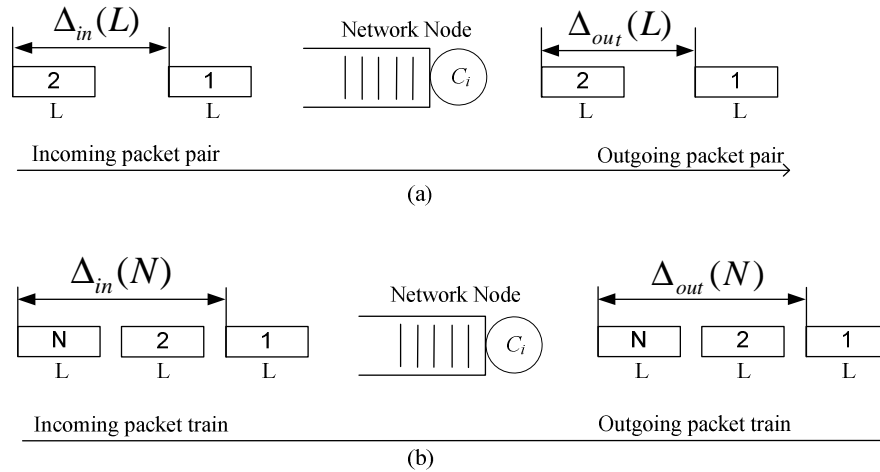 Δin(L)
Network Node
Δout(L)
2 1
Ci
2 1
L L
L L
Incoming packet pair
Outgoing packet pair
(a)
Δin(N)
Network Node
Δout(N)
N 2 1
Ci
N 2 1
L L L
L L L
Incoming packet train
Outgoing packet train
(b)